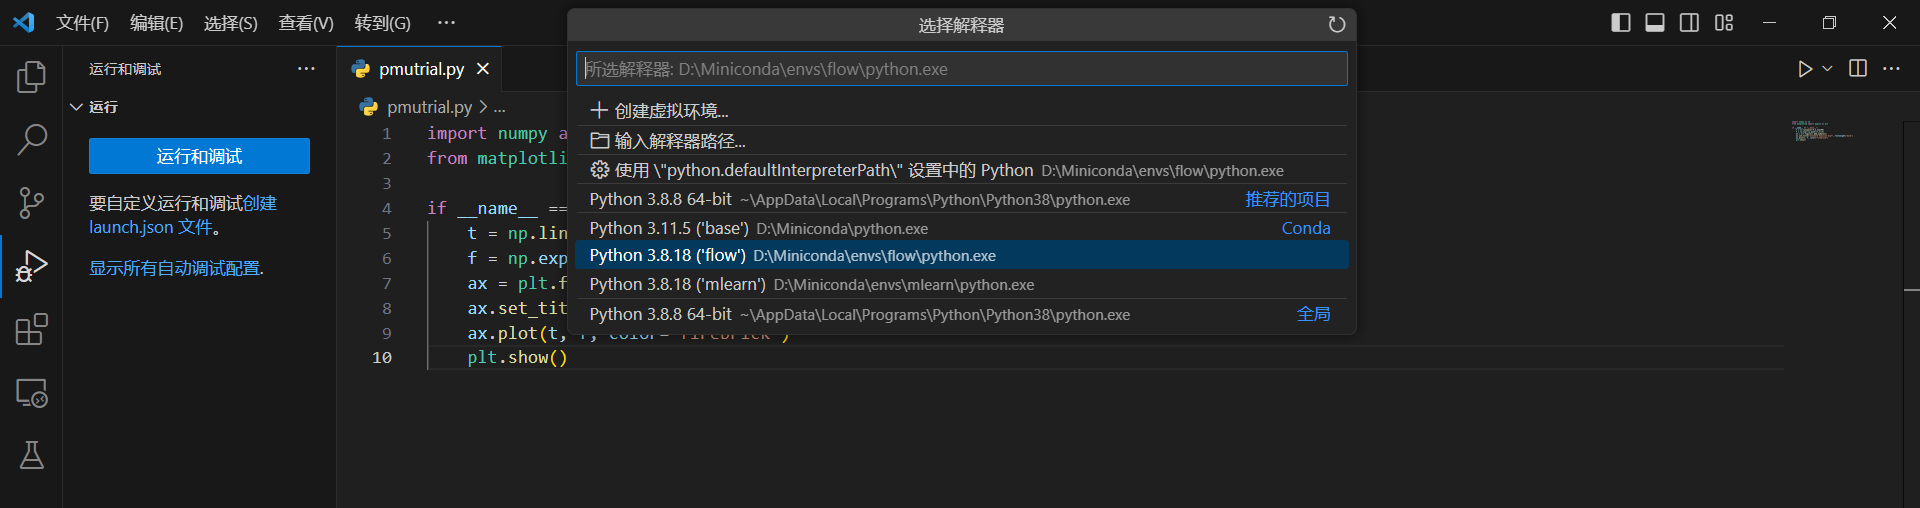 文件(F) 编辑(E) 选择(S) 查看(V) 转到(G) ···
选择解释器
运行和调试 ···
pmutrial.py
所选解释器: D:\Miniconda\envs\flow\python.exe
运行
pmutrial.py > ...
创建虚拟环境...
1 import numpy a
输入解释器路径...
2 from matplotli
使用 \"python.defaultInterpreterPath\" 设置中的 Python D:\Miniconda\envs\flow\python.exe
3
Python 3.8.8 64-bit ~\AppData\Local\Programs\Python\Python38\python.exe 推荐的项目
4 if __name__ ==
Python 3.11.5 ('base') D:\Miniconda\python.exe Conda
5 t = np.lin
Python 3.8.18 ('flow') D:\Miniconda\envs\flow\python.exe
6 f = np.exp
Python 3.8.18 ('mlearn') D:\Miniconda\envs\mlearn\python.exe
7 ax = plt.f
Python 3.8.8 64-bit ~\AppData\Local\Programs\Python\Python38\python.exe 全局
8 ax.set_tit
9 ax.plot(t,
10 plt.show()
运行和调试
要自定义运行和调试创建
launch.json 文件。
显示所有自动调试配置.